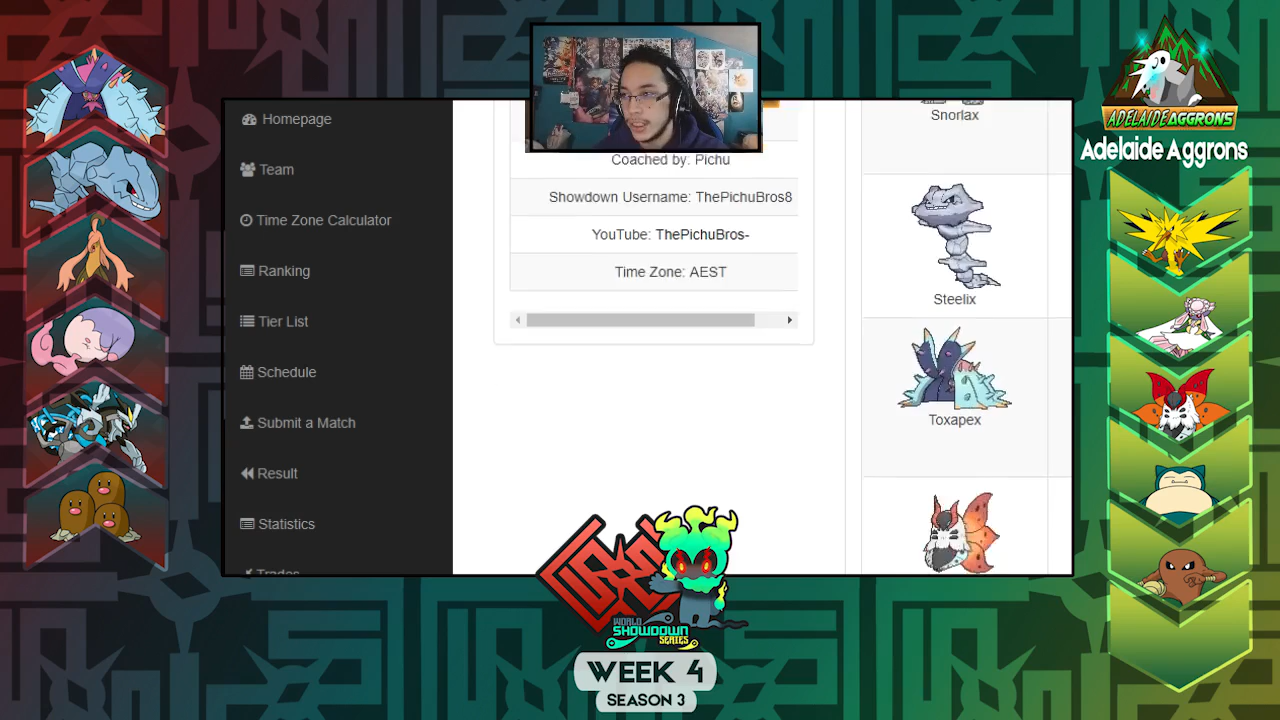 Homepage
Team
Time Zone Calculator
Ranking
Tier List
Schedule
Submit a Match
Result
Statistics
Trades
Coached by: Pichu
Showdown Username: ThePichuBros8
YouTube: ThePichuBros-
Time Zone: AEST
Snorlax
Steelix
Toxapex
ADELAIDE AGGRONS
Adelaide Aggrons
WORLD
SHOWDOWN
SERIES
WEEK 4
SEASON 3